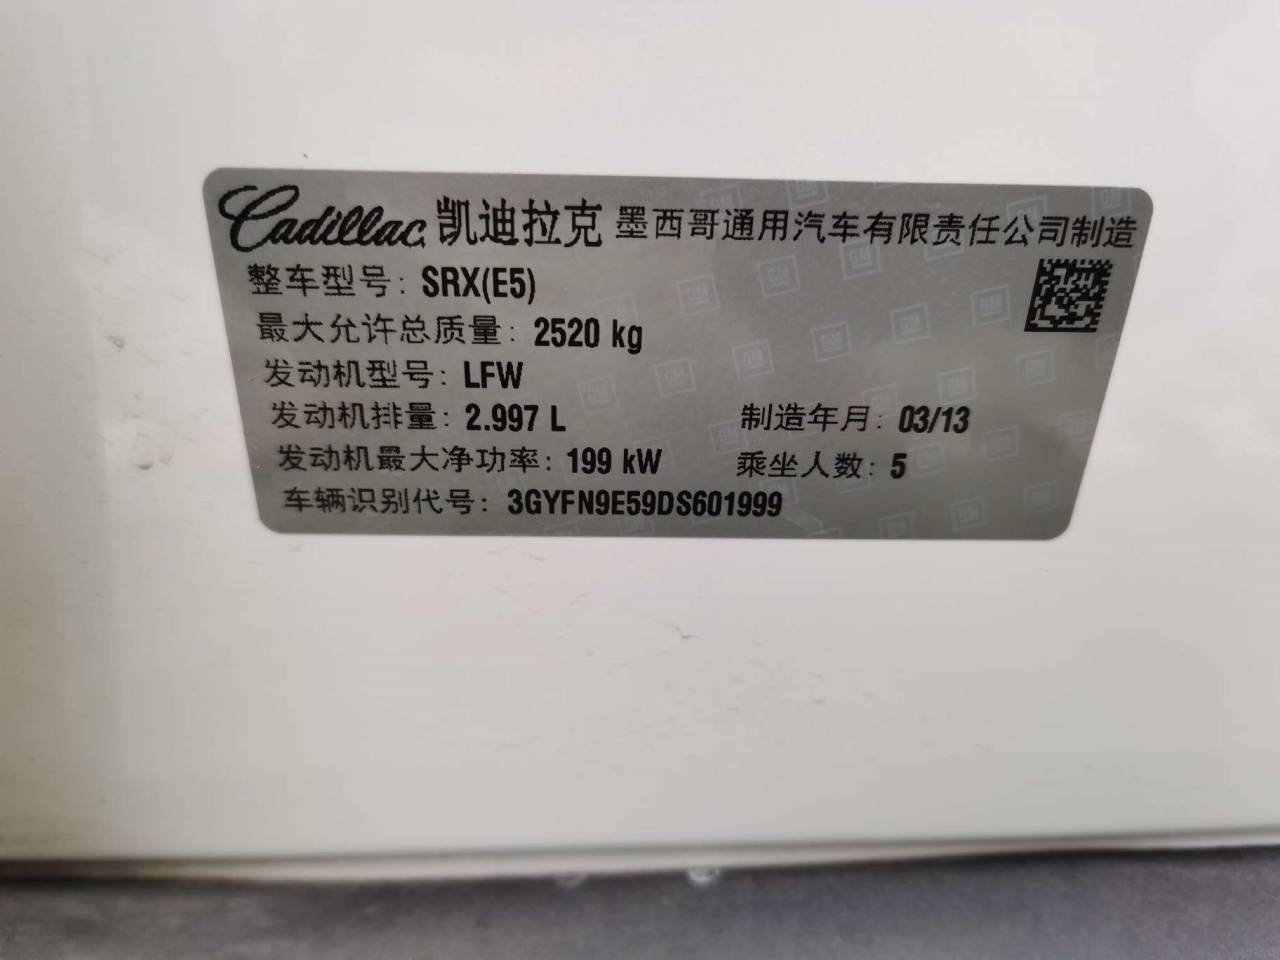 Cadillac 凯迪拉克 墨西哥通用汽车有限责任公司制造
整车型号: SRX(E5)
最大允许总质量: 2520 kg
发动机型号: LFW
发动机排量: 2.997 L 制造年月: 03/13
发动机最大净功率: 199 kW 乘坐人数: 5
车辆识别代号: 3GYFN9E59DS601999